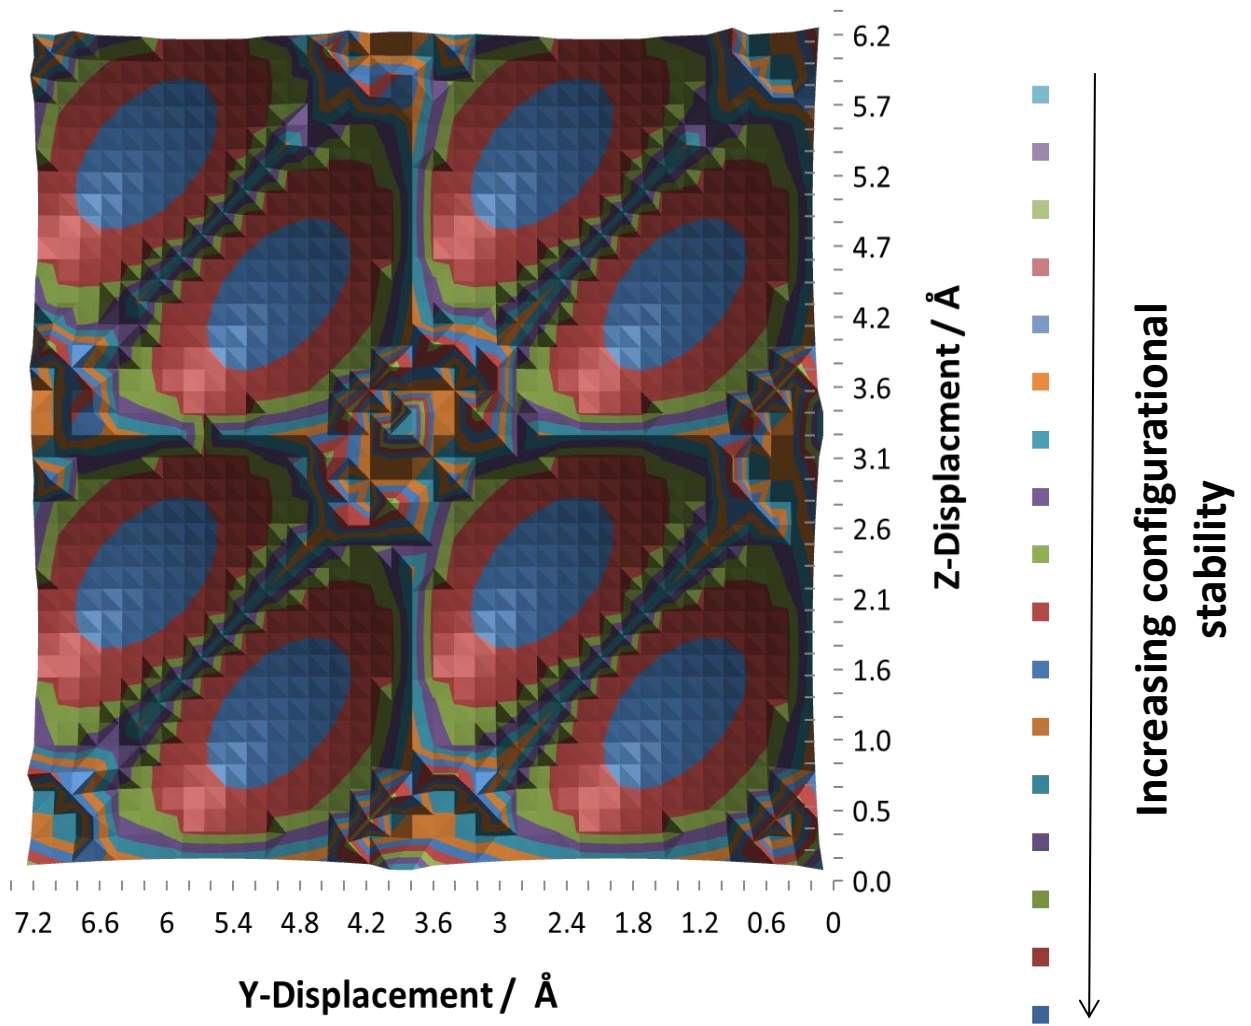 6.2
5.7
5.2
4.7
4.2
3.6
3.1
2.6
2.1
1.6
1.0
0.5
0.0
Z-Displacment / Å
7.2 6.6 6 5.4 4.8 4.2 3.6 3 2.4 1.8 1.2 0.6 0
Y-Displacement / Å
Increasing configurational
stability